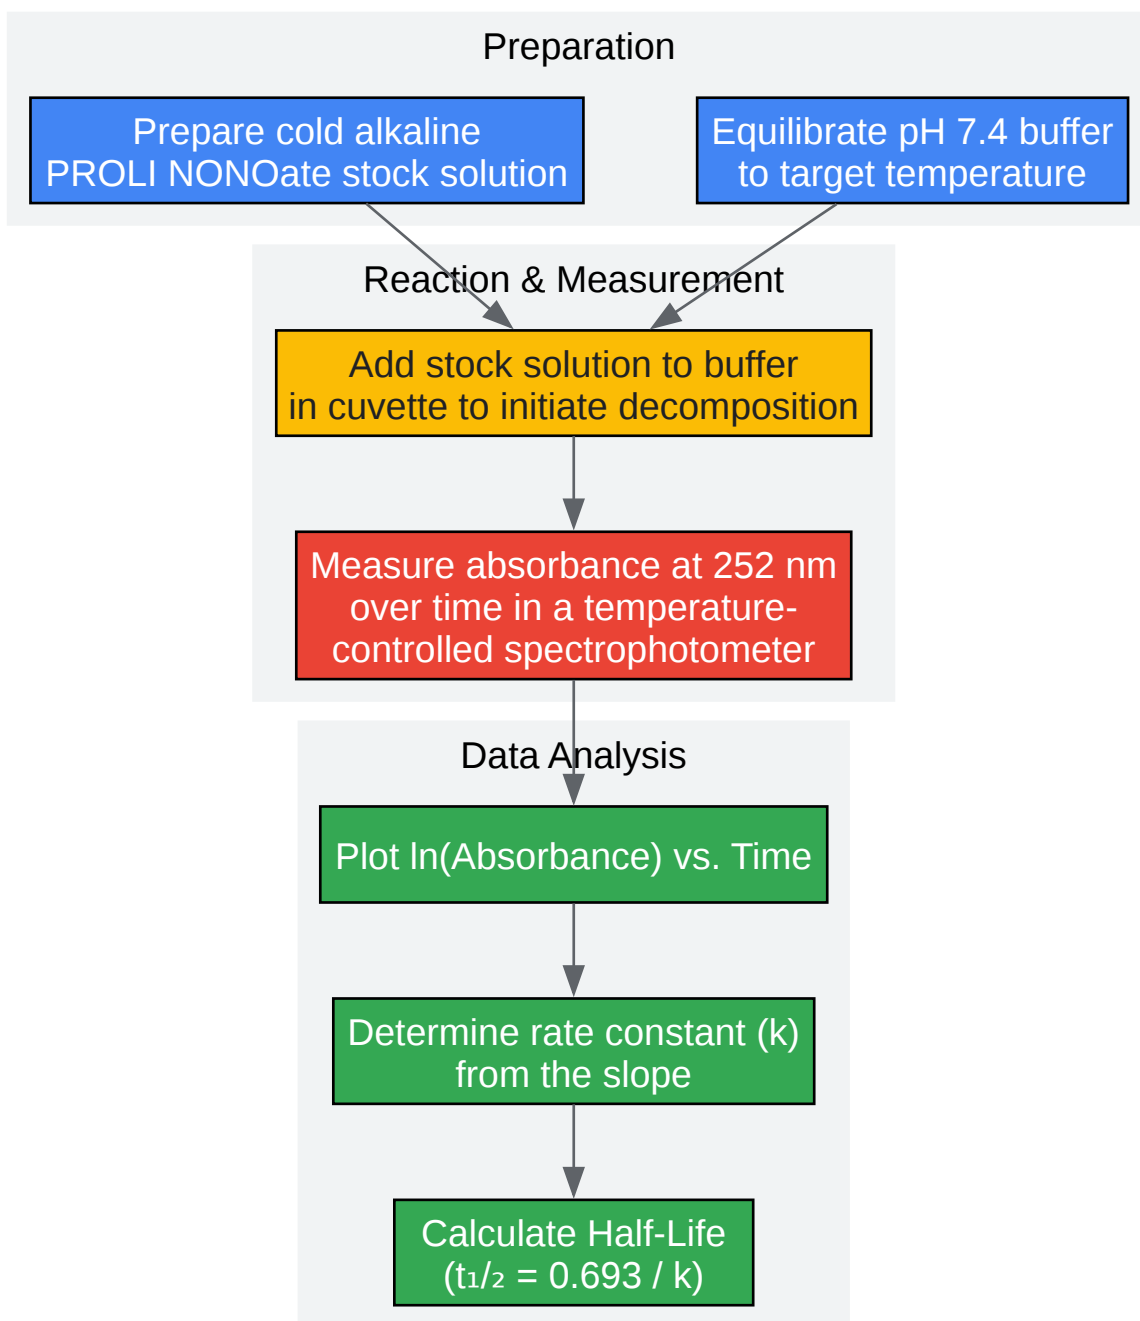 Preparation
Prepare cold alkaline
PROLI NONOate stock solution
Equilibrate pH 7.4 buffer
to target temperature
Reaction & Measurement
Add stock solution to buffer
in cuvette to initiate decomposition
Measure absorbance at 252 nm
over time in a temperature-
controlled spectrophotometer
Data Analysis
Plot ln(Absorbance) vs. Time
Determine rate constant (k)
from the slope
Calculate Half-Life
(t₁/₂ = 0.693 / k)